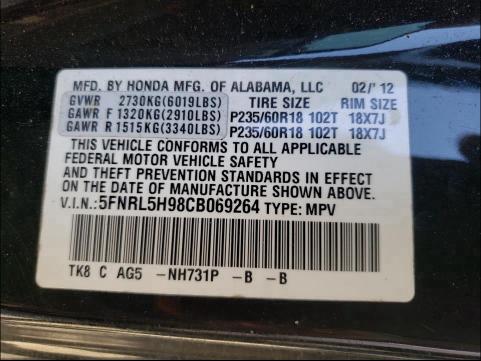 MFD. BY HONDA MFG. OF ALABAMA, LLC 02/'12
GVWR 2730KG(6019LBS) TIRE SIZE RIM SIZE
GAWR F 1320KG(2910LBS) P235/60R18 102T 18X7J
GAWR R 1515KG(3340LBS) P235/60R18 102T 18X7J
THIS VEHICLE CONFORMS TO ALL APPLICABLE
FEDERAL MOTOR VEHICLE SAFETY
AND THEFT PREVENTION STANDARDS IN EFFECT
ON THE DATE OF MANUFACTURE SHOWN ABOVE.
V.I.N.:5FNRL5H98CB069264 TYPE: MPV
TK8 C AG5 -NH731P -B -B